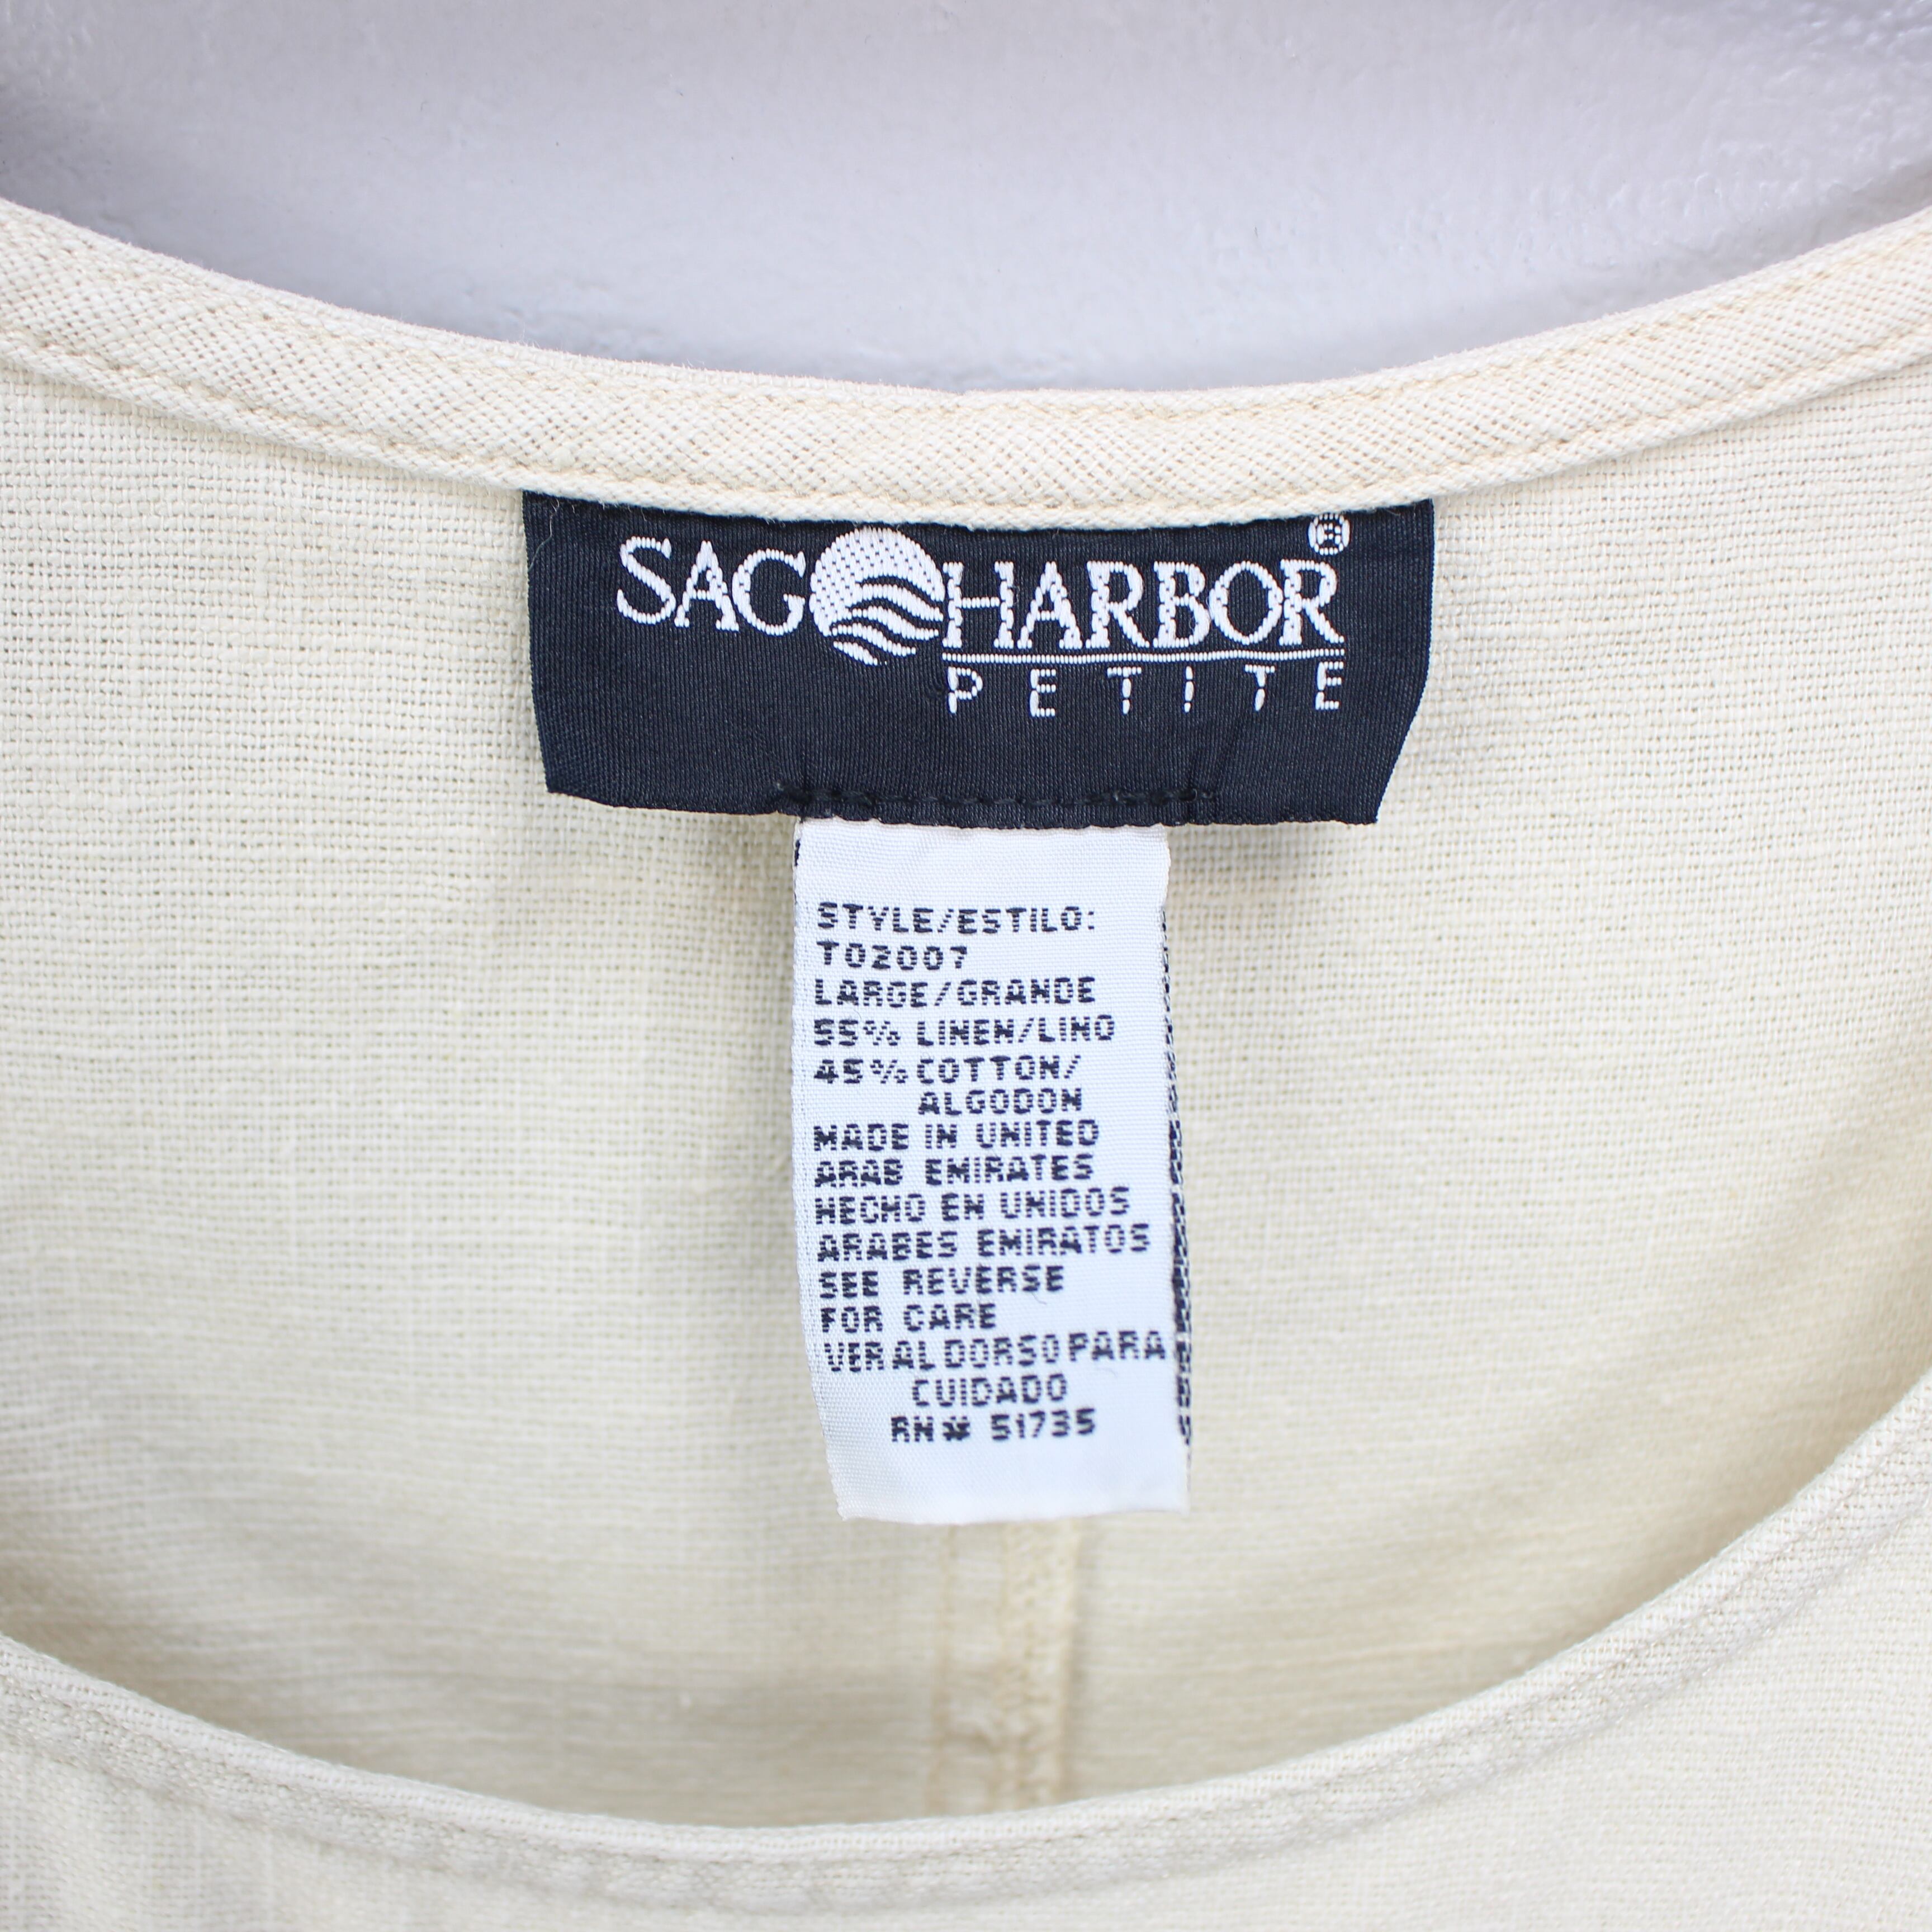 SAG HARBOR®
PETITE
STYLE/ESTILO:
T02007
LARGE/GRANDE
55% LINEN/LINO
45% COTTON/
ALGODON
MADE IN UNITED
ARAB EMIRATES
HECHO EN UNIDOS
ARABES EMIRATOS
SEE REVERSE
FOR CARE
VER AL DORSO PARA
CUIDADO
RN# 51735